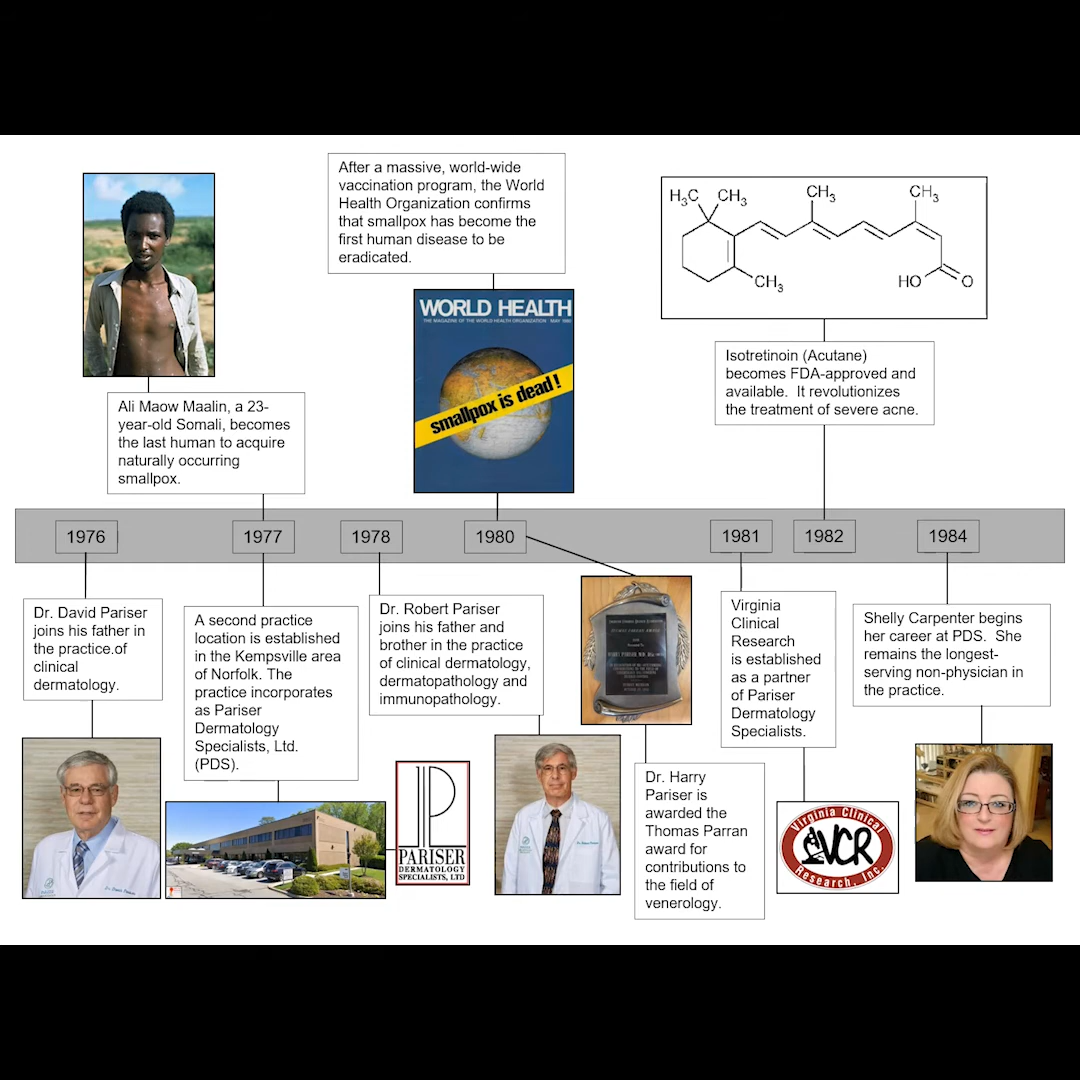 After a massive, world-wide
vaccination program, the World
Health Organization confirms
that smallpox has become the
first human disease to be
eradicated.
H₃C CH₃ CH₃ CH₃
CH₃
HO O
WORLD HEALTH
THE MAGAZINE OF THE WORLD HEALTH ORGANIZATION MAY 1980
smallpox is dead!
Isotretinoin (Acutane)
becomes FDA-approved and
available. It revolutionizes
the treatment of severe acne.
Ali Maow Maalin, a 23-
year-old Somali, becomes
the last human to acquire
naturally occurring
smallpox.
1976 1977 1978 1980 1981 1982 1984
Dr. David Pariser
joins his father in
the practice.of
clinical
dermatology.
A second practice
location is established
in the Kempsville area
of Norfolk. The
practice incorporates
as Pariser
Dermatology
Specialists, Ltd.
(PDS).
Dr. Robert Pariser
joins his father and
brother in the practice
of clinical dermatology,
dermatopathology and
immunopathology.
Virginia
Clinical
Research
is established
as a partner
of Pariser
Dermatology
Specialists.
Shelly Carpenter begins
her career at PDS. She
remains the longest-
serving non-physician in
the practice.
Dr. Harry
Pariser is
awarded the
Thomas Parran
award for
contributions to
the field of
venerology.
PARISER
DERMATOLOGY
SPECIALISTS, LTD
Virginia Clinical
VCR
Research, Inc.